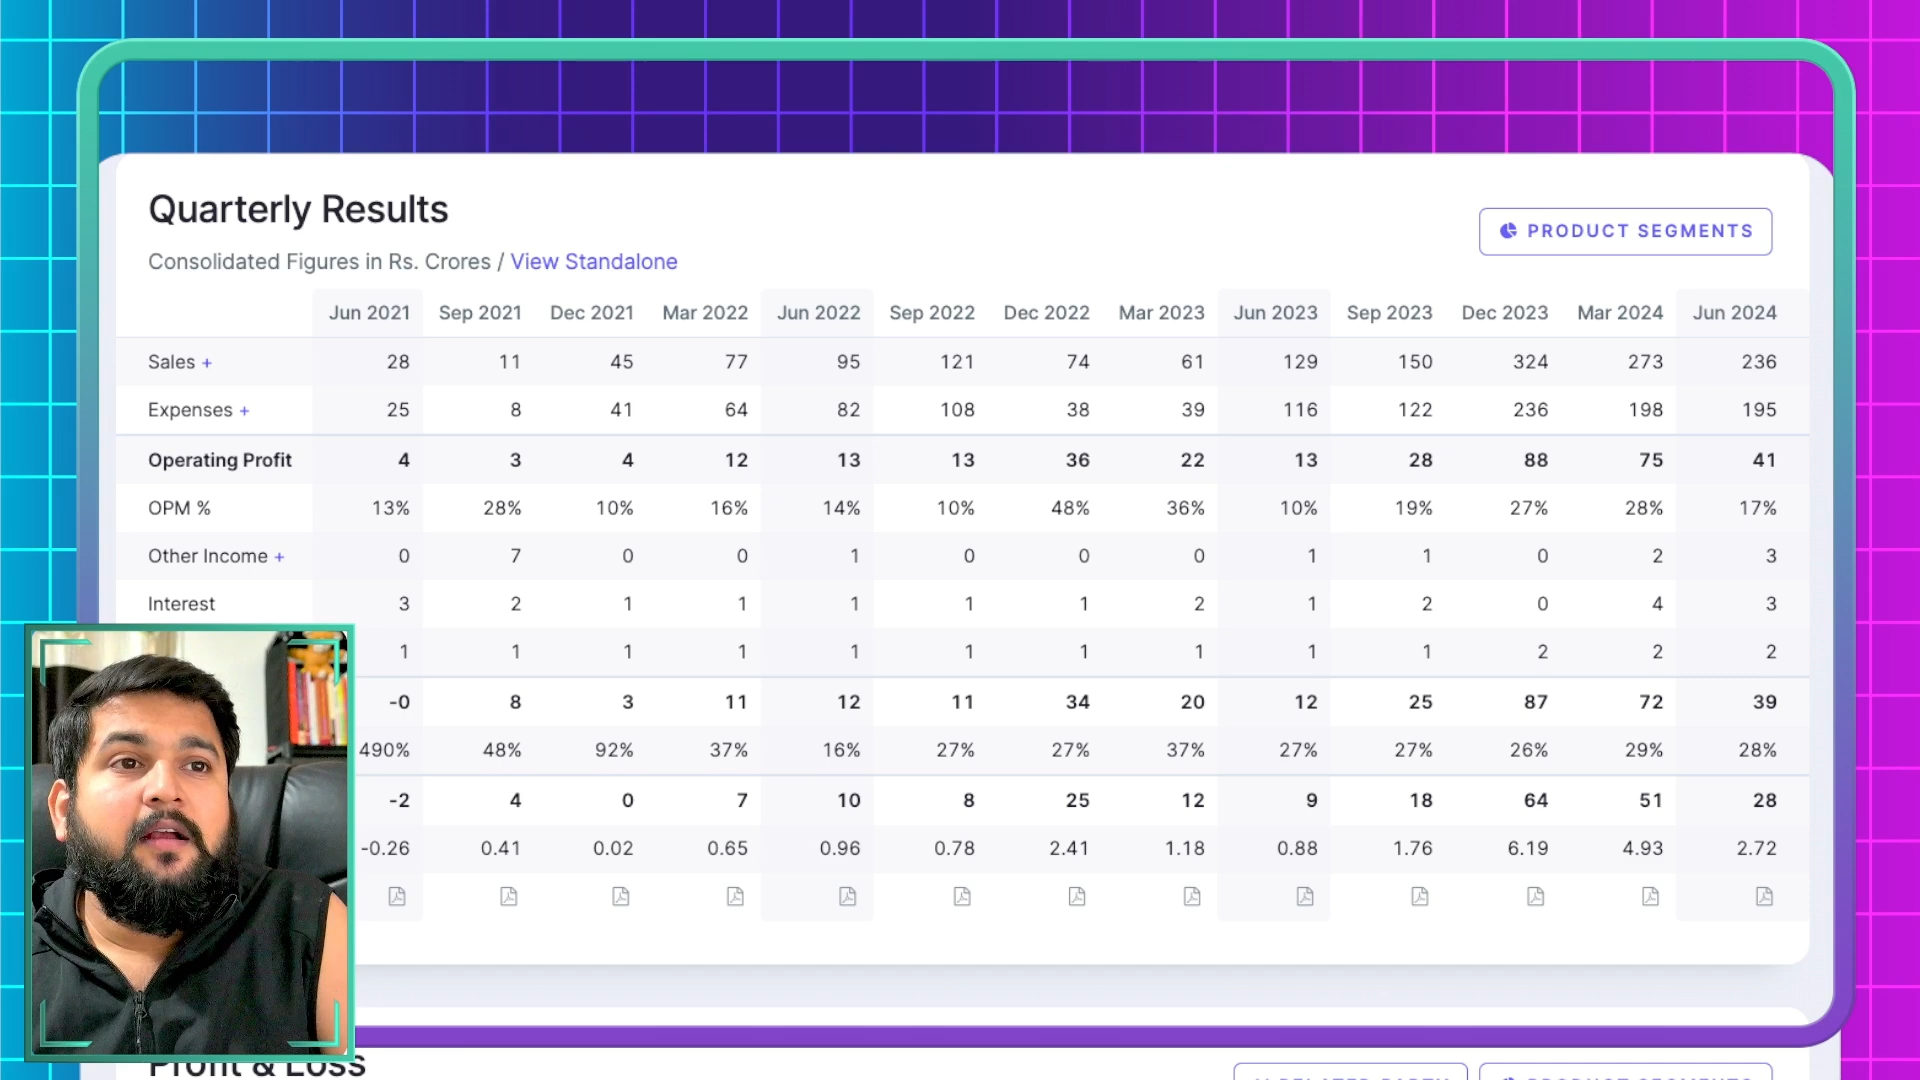 Quarterly Results
PRODUCT SEGMENTS
Consolidated Figures in Rs. Crores / View Standalone
Jun 2021 Sep 2021 Dec 2021 Mar 2022 Jun 2022 Sep 2022 Dec 2022 Mar 2023 Jun 2023 Sep 2023 Dec 2023 Mar 2024 Jun 2024
Sales + 28 11 45 77 95 121 74 61 129 150 324 273 236
Expenses + 25 8 41 64 82 108 38 39 116 122 236 198 195
Operating Profit 4 3 4 12 13 13 36 22 13 28 88 75 41
OPM % 13% 28% 10% 16% 14% 10% 48% 36% 10% 19% 27% 28% 17%
Other Income + 0 7 0 0 1 0 0 0 1 1 0 2 3
Interest 3 2 1 1 1 1 1 2 1 2 0 4 3
1 1 1 1 1 1 1 1 1 1 2 2 2
-0 8 3 11 12 11 34 20 12 25 87 72 39
490% 48% 92% 37% 16% 27% 27% 37% 27% 27% 26% 29% 28%
-2 4 0 7 10 8 25 12 9 18 64 51 28
-0.26 0.41 0.02 0.65 0.96 0.78 2.41 1.18 0.88 1.76 6.19 4.93 2.72
Profit & Loss
RELATED PARTY PRODUCT SEGMENTS